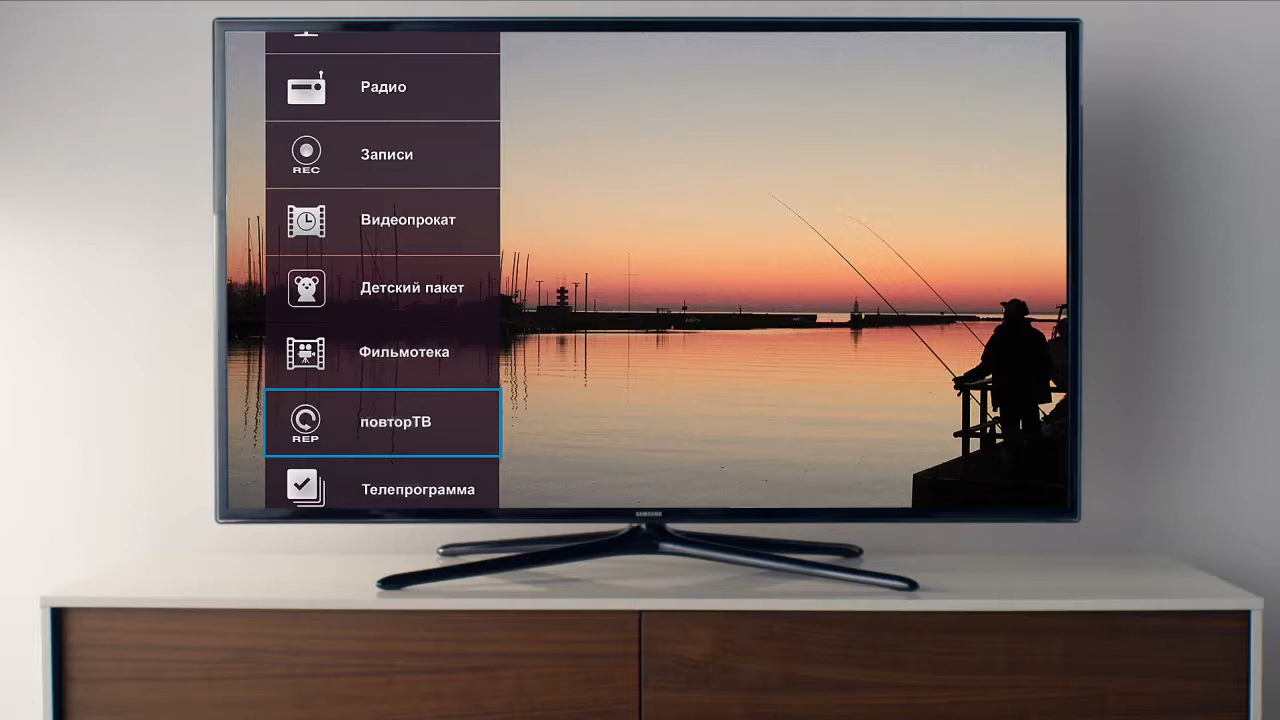 Радио
REC
Записи
Видеопрокат
Детский пакет
Фильмотека
REP
повторТВ
Телепрограмма
SAMSUNG